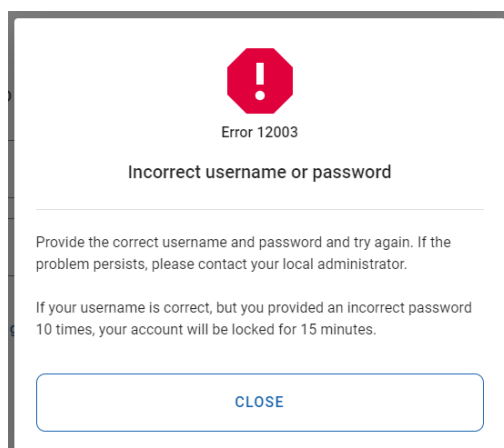 Error 12003
Incorrect username or password
Provide the correct username and password and try again. If the
problem persists, please contact your local administrator.
If your username is correct, but you provided an incorrect password
10 times, your account will be locked for 15 minutes.
CLOSE